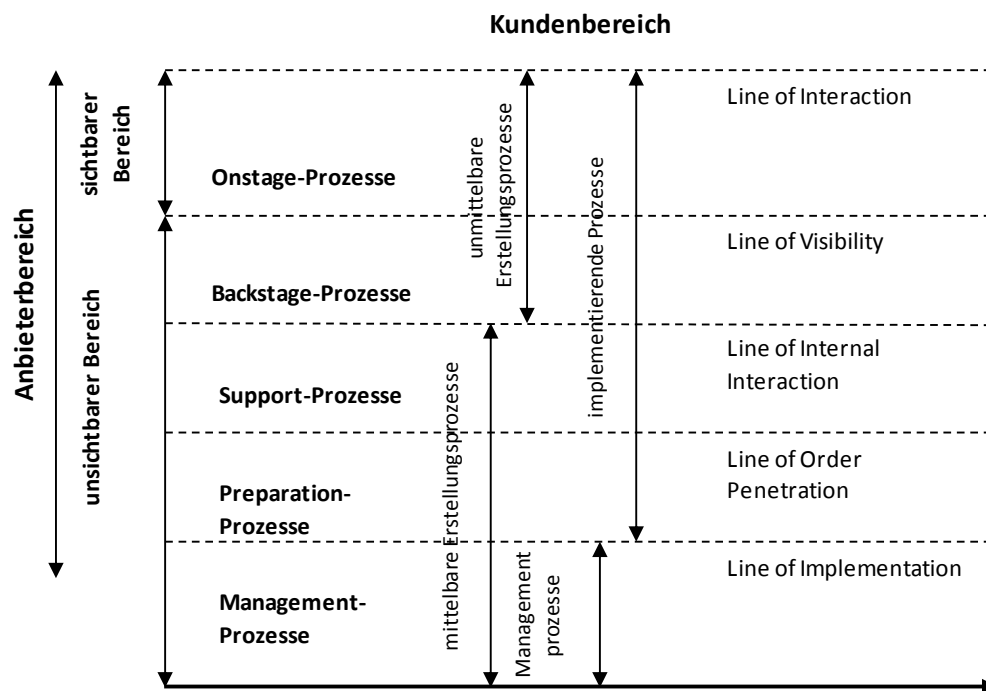 Kundenbereich
Anbieterbereich
sichtbarer
Bereich
unsichtbarer Bereich
Onstage-Prozesse
Backstage-Prozesse
Support-Prozesse
Preparation-
Prozesse
Management-
Prozesse
mittelbare Erstellungsprozesse
unmittelbare
Erstellungsprozesse
Management
prozesse
implementierende Prozesse
Line of Interaction
Line of Visibility
Line of Internal
Interaction
Line of Order
Penetration
Line of Implementation